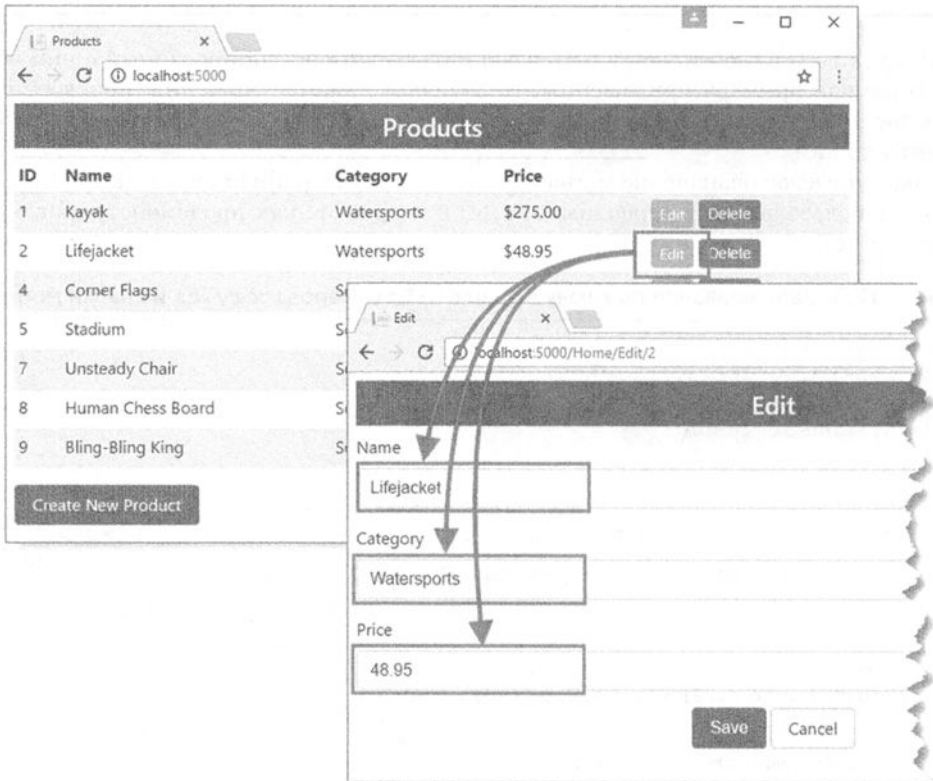 Products
localhost:5000
Products
ID Name Category Price
1 Kayak Watersports $275.00 Edit Delete
2 Lifejacket Watersports $48.95 Edit Delete
4 Corner Flags
5 Stadium
7 Unsteady Chair
8 Human Chess Board
9 Bling-Bling King
Create New Product
Edit
localhost:5000/Home/Edit/2
Edit
Name
Lifejacket
Category
Watersports
Price
48.95
Save Cancel